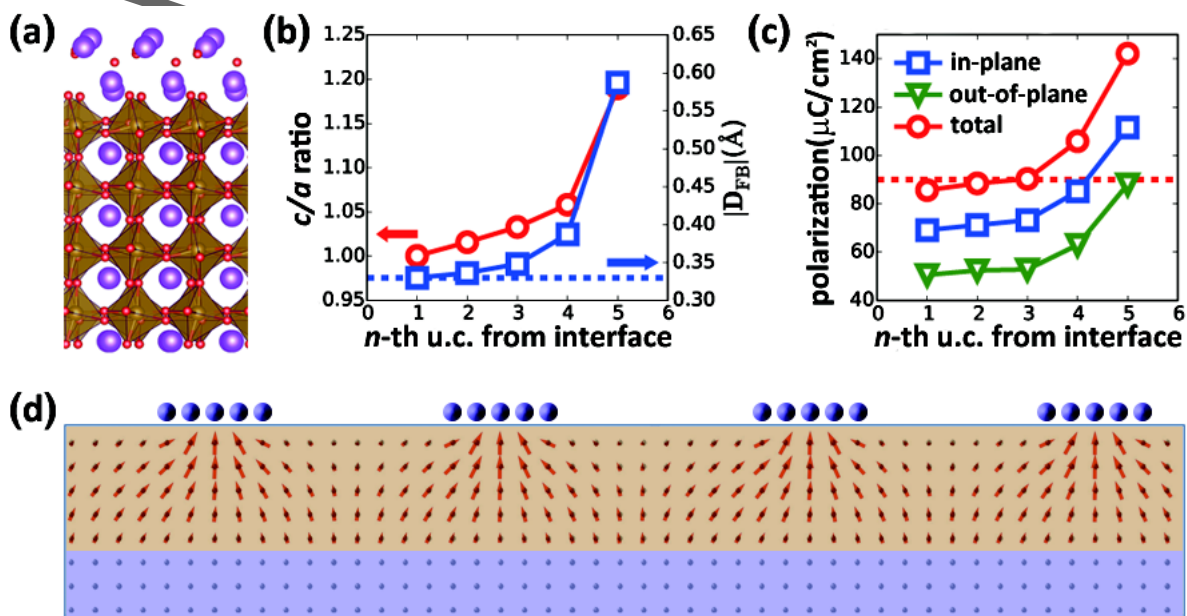 (a)
(b)
1.25
1.20
1.15
1.10
1.05
1.00
0.95
c/a ratio
0.65
0.60
0.55
0.50
0.45
0.40
0.35
0.30
|D_FB|(Å)
0 1 2 3 4 5 6
n-th u.c. from interface
(c)
140
120
100
80
60
40
polarization(μC/cm²)
in-plane
out-of-plane
total
0 1 2 3 4 5 6
n-th u.c. from interface
(d)